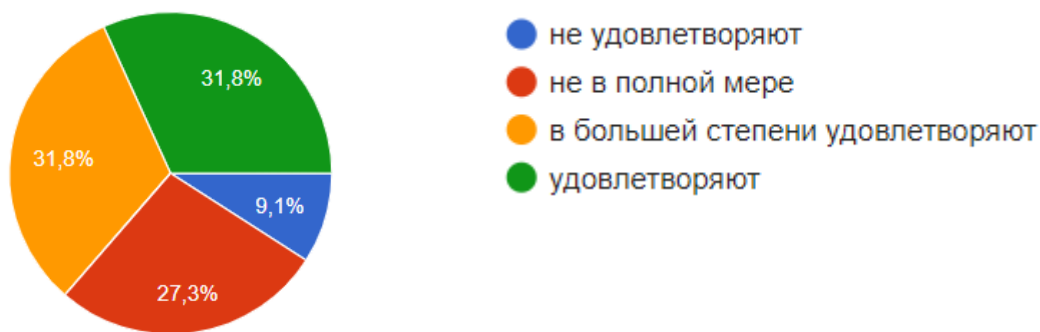 31,8%
31,8%
9,1%
27,3%
не удовлетворяют
не в полной мере
в большей степени удовлетворяют
удовлетворяют